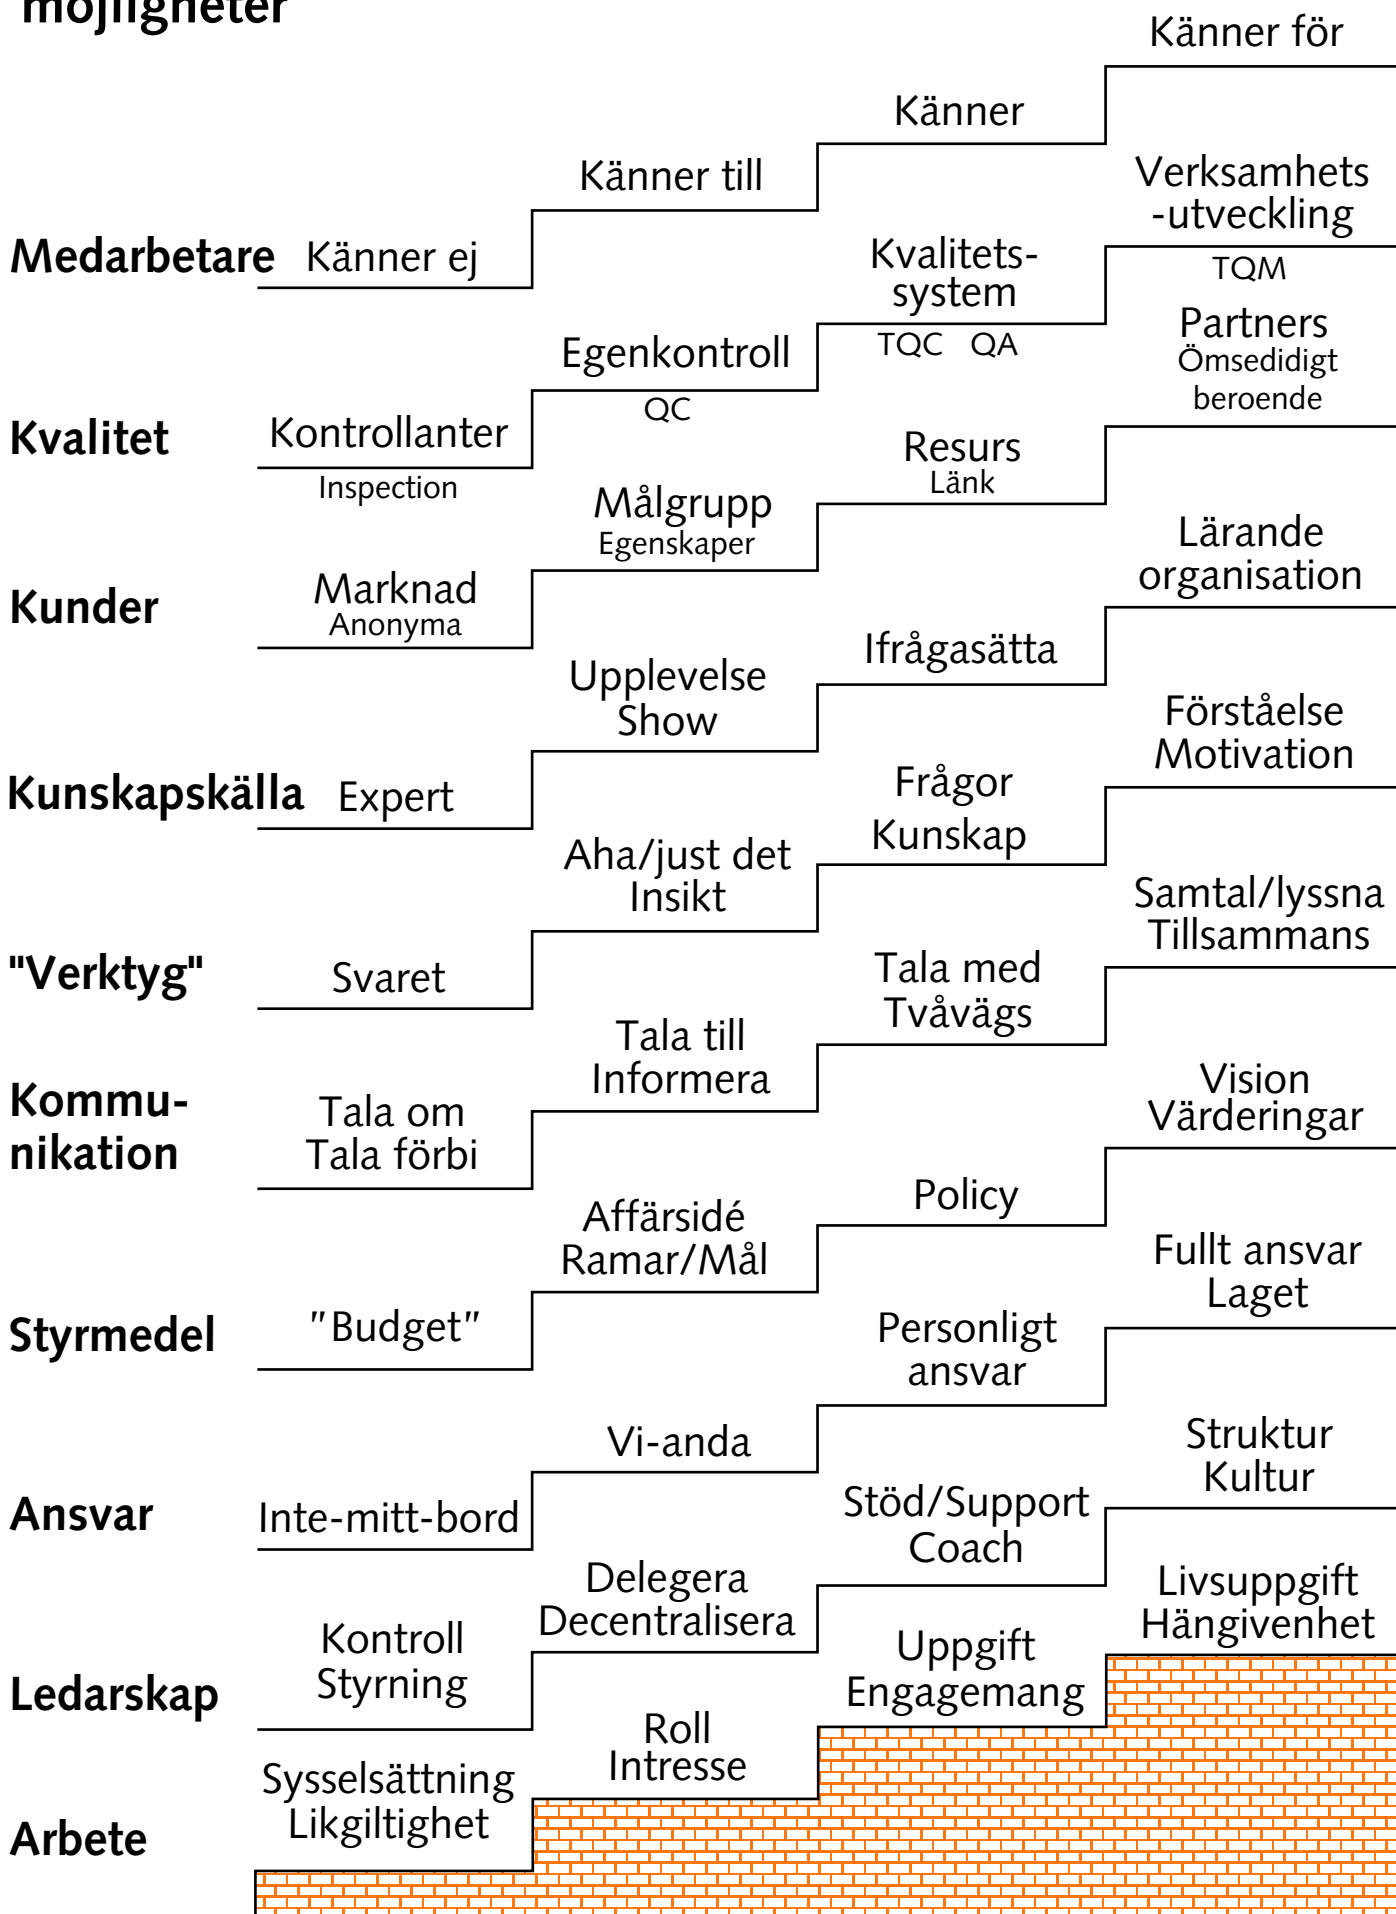 möjligheter
Känner för
Känner
Känner till
Medarbetare Känner ej
Verksamhets
-utveckling
TQM
Kvalitets-
system
TQC QA
Egenkontroll
QC
Kvalitet Kontrollanter
Inspection
Partners
Ömsedidigt
beroende
Resurs
Länk
Målgrupp
Egenskaper
Kunder Marknad
Anonyma
Lärande
organisation
Ifrågasätta
Upplevelse
Show
Kunskapskälla Expert
Förståelse
Motivation
Frågor
Kunskap
Aha/just det
Insikt
"Verktyg" Svaret
Samtal/lyssna
Tillsammans
Tala med
Tvåvägs
Tala till
Informera
Kommu-
nikation
Tala om
Tala förbi
Vision
Värderingar
Policy
Affärsidé
Ramar/Mål
Styrmedel "Budget"
Fullt ansvar
Laget
Personligt
ansvar
Vi-anda
Ansvar Inte-mitt-bord
Struktur
Kultur
Stöd/Support
Coach
Delegera
Decentralisera
Ledarskap
Kontroll
Styrning
Livsuppgift
Hängivenhet
Uppgift
Engagemang
Roll
Intresse
Arbete
Sysselsättning
Likgiltighet